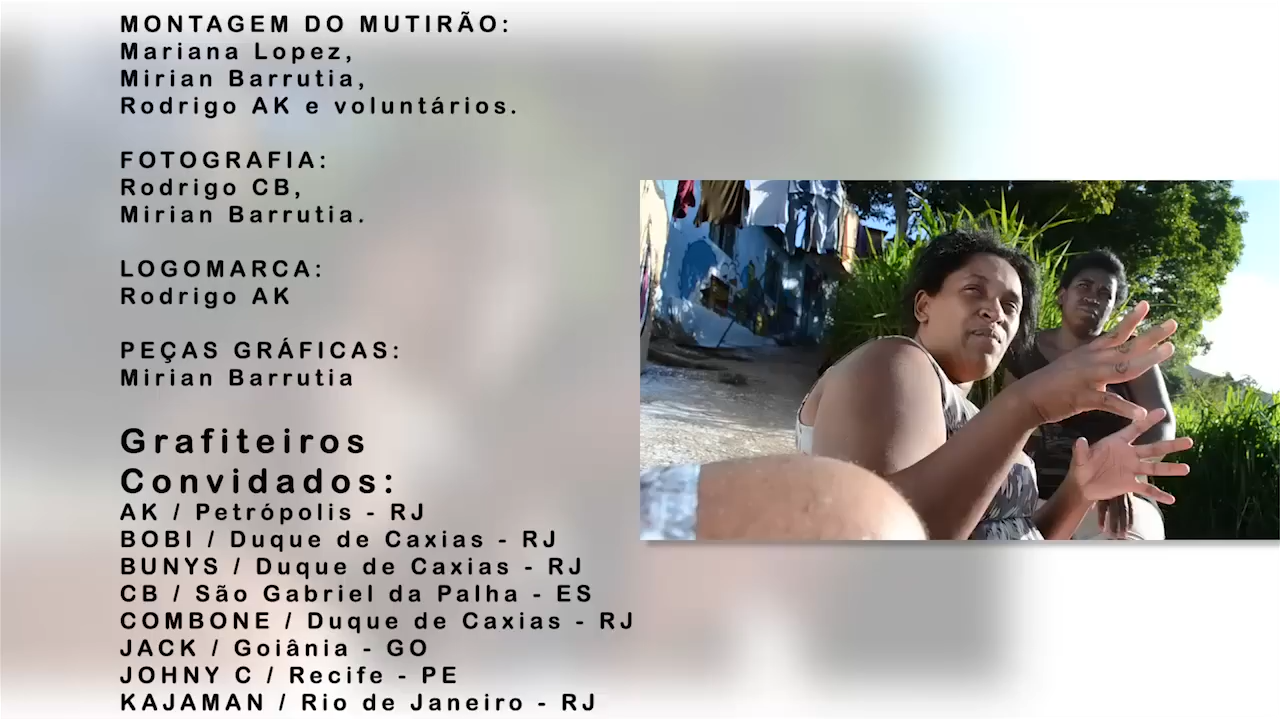 MONTAGEM DO MUTIRÃO:
Mariana Lopez,
Mirian Barrutia,
Rodrigo AK e voluntários.
FOTOGRAFIA:
Rodrigo CB,
Mirian Barrutia.
LOGOMARCA:
Rodrigo AK
PEÇAS GRÁFICAS:
Mirian Barrutia
Grafiteiros
Convidados:
AK / Petrópolis - RJ
BOBI / Duque de Caxias - RJ
BUNYS / Duque de Caxias - RJ
CB / São Gabriel da Palha - ES
COMBONE / Duque de Caxias - RJ
JACK / Goiânia - GO
JOHNY C / Recife - PE
KAJAMAN / Rio de Janeiro - RJ